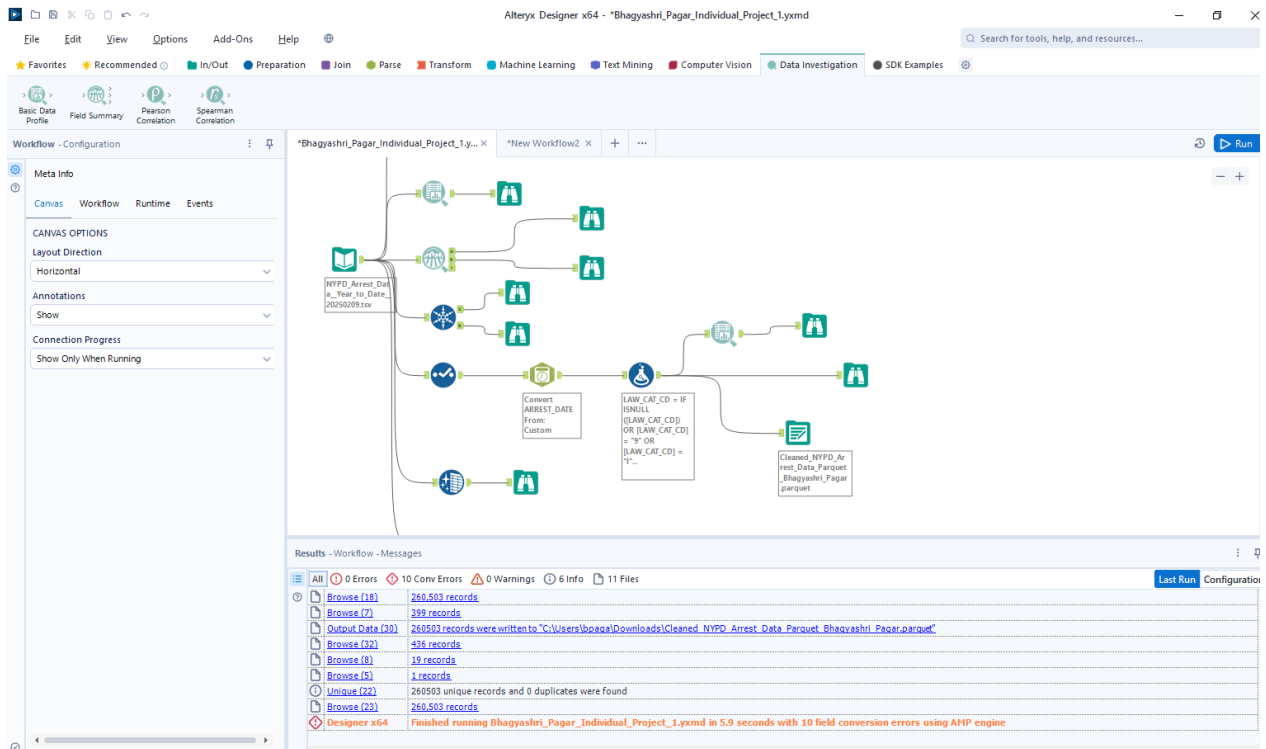 Alteryx Designer x64 - *Bhagyashri_Pagar_Individual_Project_1.yxmd
File Edit View Options Add-Ons Help
Search for tools, help, and resources...
Favorites Recommended In/Out Preparation Join Parse Transform Machine Learning Text Mining Computer Vision Data Investigation SDK Examples
Basic Data
Profile
Field Summary
Pearson
Correlation
Spearman
Correlation
Workflow - Configuration
*Bhagyashri_Pagar_Individual_Project_1.y...
*New Workflow2
Run
Meta Info
Canvas Workflow Runtime Events
CANVAS OPTIONS
Layout Direction
Horizontal
Annotations
Show
Connection Progress
Show Only When Running
NYPD_Arrest_Dat
a__Year_to_Date__
20250209.tsv
Convert
ARREST_DATE
From:
Custom
LAW_CAT_CD = IF
ISNULL
([LAW_CAT_CD])
OR [LAW_CAT_CD]
= "9" OR
[LAW_CAT_CD] =
"I"...
Cleaned_NYPD_Ar
rest_Data_Parquet
_Bhagyashri_Pagar
.parquet
Results - Workflow - Messages
All 0 Errors 10 Conv Errors 0 Warnings 6 Info 11 Files
Last Run Configuration
Browse (18) 260,503 records
Browse (7) 399 records
Output Data (30) 260503 records were written to "C:\Users\bpaga\Downloads\Cleaned_NYPD_Arrest_Data_Parquet_Bhagyashri_Pagar.parquet"
Browse (32) 436 records
Browse (8) 19 records
Browse (5) 1 records
Unique (22) 260503 unique records and 0 duplicates were found
Browse (23) 260,503 records
Designer x64 Finished running Bhagyashri_Pagar_Individual_Project_1.yxmd in 5.9 seconds with 10 field conversion errors using AMP engine